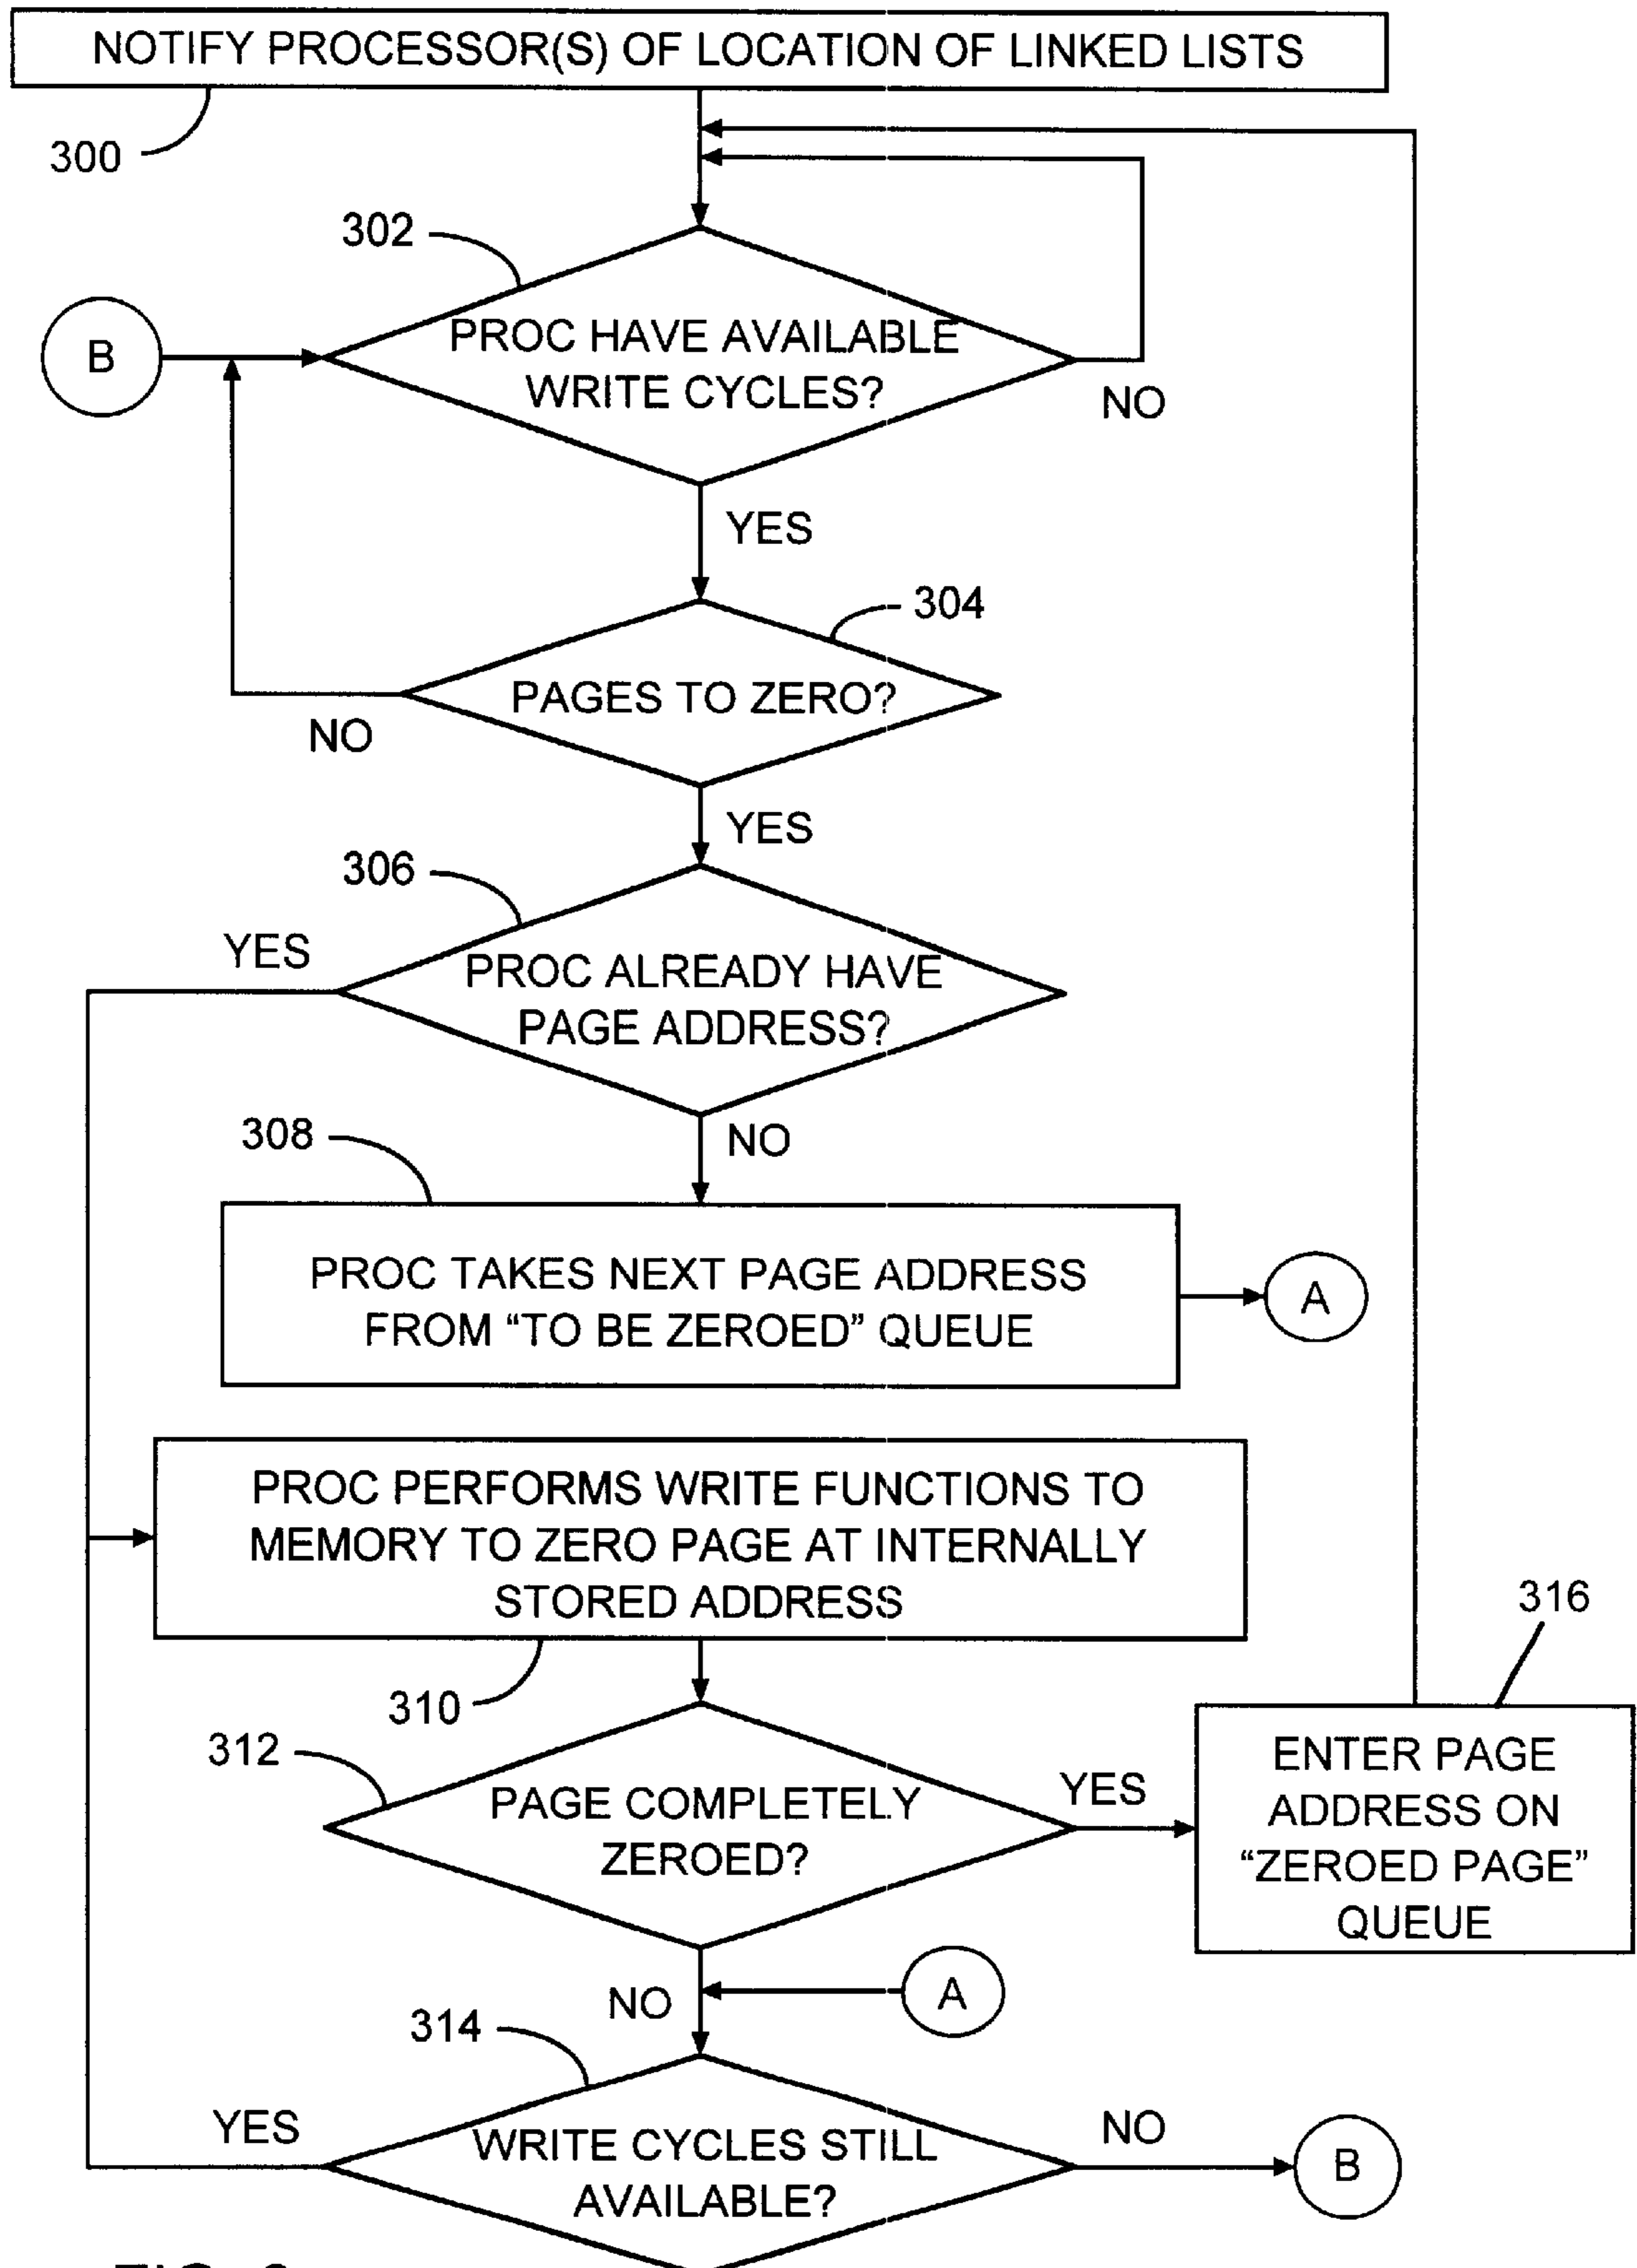 NOTIFY PROCESSOR(S) OF LOCATION OF LINKED LISTS
300
302
B
PROC HAVE AVAILABLE
WRITE CYCLES?
NO
YES
304
PAGES TO ZERO?
NO
YES
306
YES
PROC ALREADY HAVE
PAGE ADDRESS?
308
NO
PROC TAKES NEXT PAGE ADDRESS
FROM “TO BE ZEROED” QUEUE
A
PROC PERFORMS WRITE FUNCTIONS TO
MEMORY TO ZERO PAGE AT INTERNALLY
STORED ADDRESS
316
310
312
PAGE COMPLETELY
ZEROED?
YES
ENTER PAGE
ADDRESS ON
“ZEROED PAGE”
QUEUE
NO
A
314
YES
WRITE CYCLES STILL
AVAILABLE?
NO
B